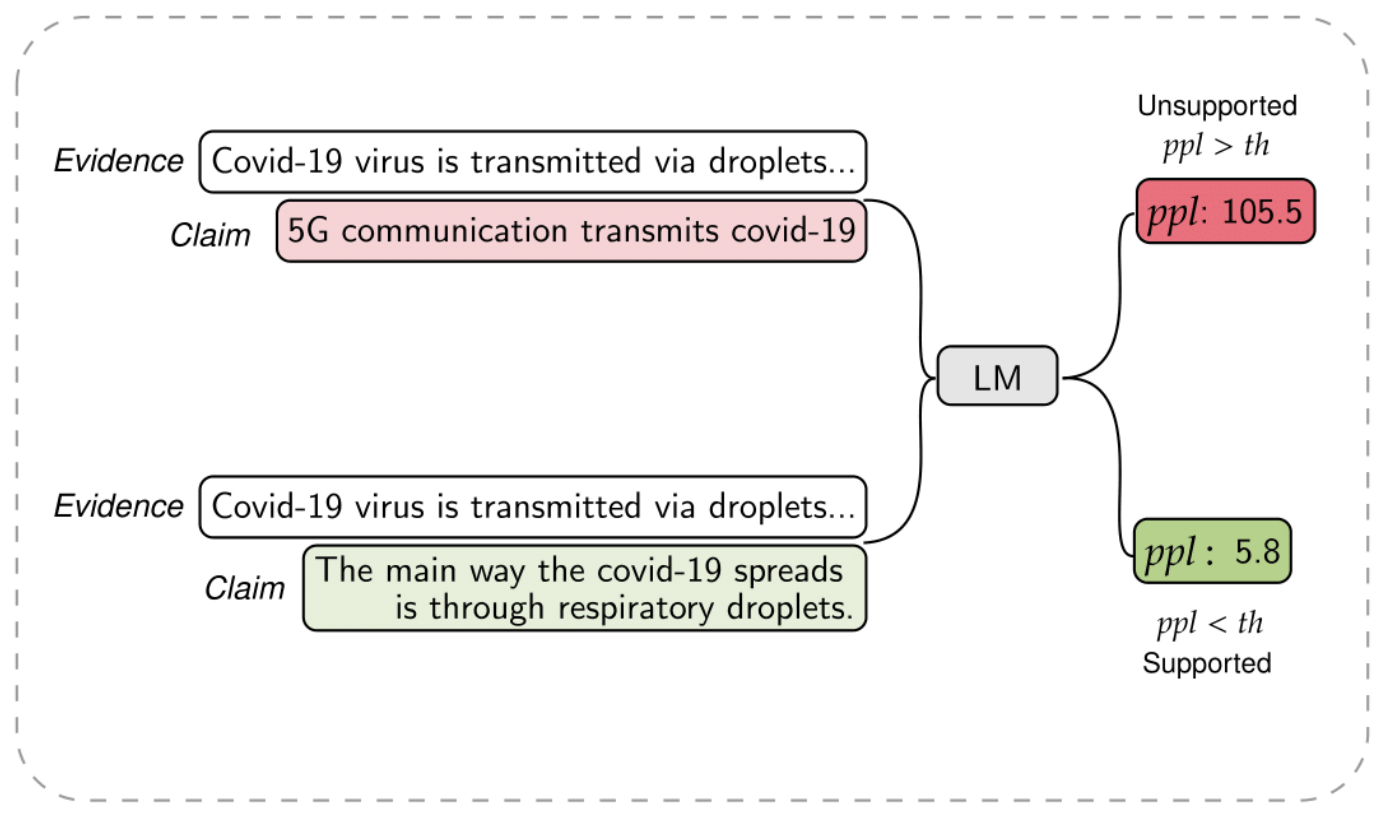 Evidence
Covid-19 virus is transmitted via droplets...
Claim
5G communication transmits covid-19
Evidence
Covid-19 virus is transmitted via droplets...
Claim
The main way the covid-19 spreads
is through respiratory droplets.
LM
Unsupported
ppl > th
ppl: 105.5
ppl : 5.8
ppl < th
Supported